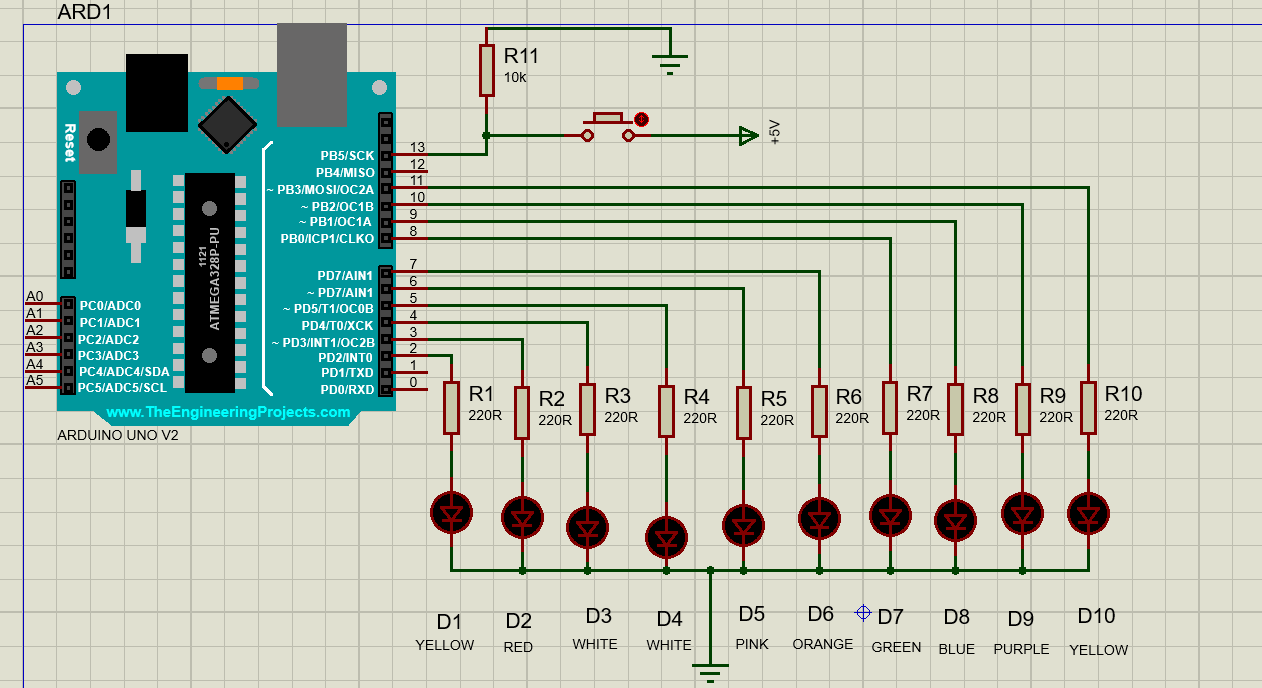 ARD1
R11
10k
+5V
Reset
PB5/SCK 13
PB4/MISO 12
~ PB3/MOSI/OC2A 11
~ PB2/OC1B 10
~ PB1/OC1A 9
PB0/ICP1/CLKO 8
1121
ATMEGA328P-PU
PD7/AIN1 7
~ PD7/AIN1 6
~ PD5/T1/OC0B 5
PD4/T0/XCK 4
~ PD3/INT1/OC2B 3
PD2/INT0 2
PD1/TXD 1
PD0/RXD 0
A0 PC0/ADC0
A1 PC1/ADC1
A2 PC2/ADC2
A3 PC3/ADC3
A4 PC4/ADC4/SDA
A5 PC5/ADC5/SCL
www.TheEngineeringProjects.com
ARDUINO UNO V2
R1
220R
R2
220R
R3
220R
R4
220R
R5
220R
R6
220R
R7
220R
R8
220R
R9
220R
R10
220R
D1
YELLOW
D2
RED
D3
WHITE
D4
WHITE
D5
PINK
D6
ORANGE
D7
GREEN
D8
BLUE
D9
PURPLE
D10
YELLOW